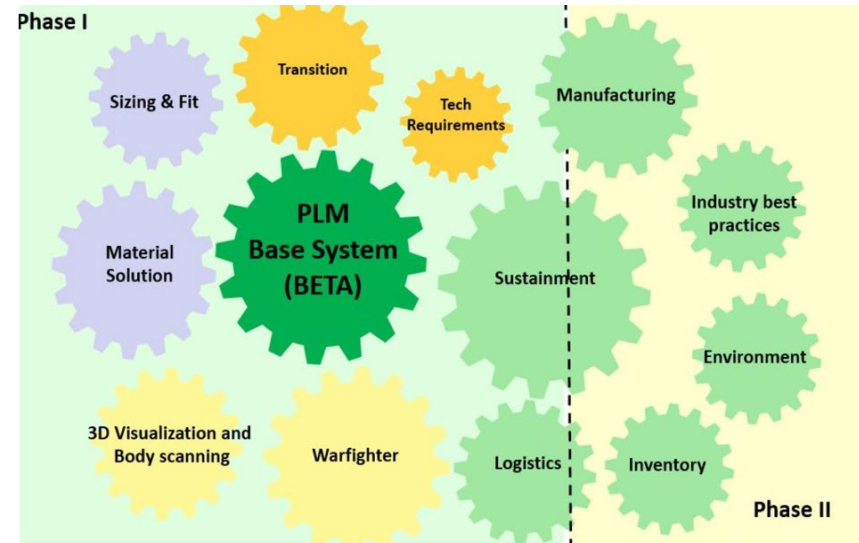 Phase I
Sizing & Fit
Transition
Tech
Requirements
Manufacturing
Industry best
practices
PLM
Base System
(BETA)
Material
Solution
Sustainment
Environment
3D Visualization and
Body scanning
Warfighter
Logistics
Inventory
Phase II